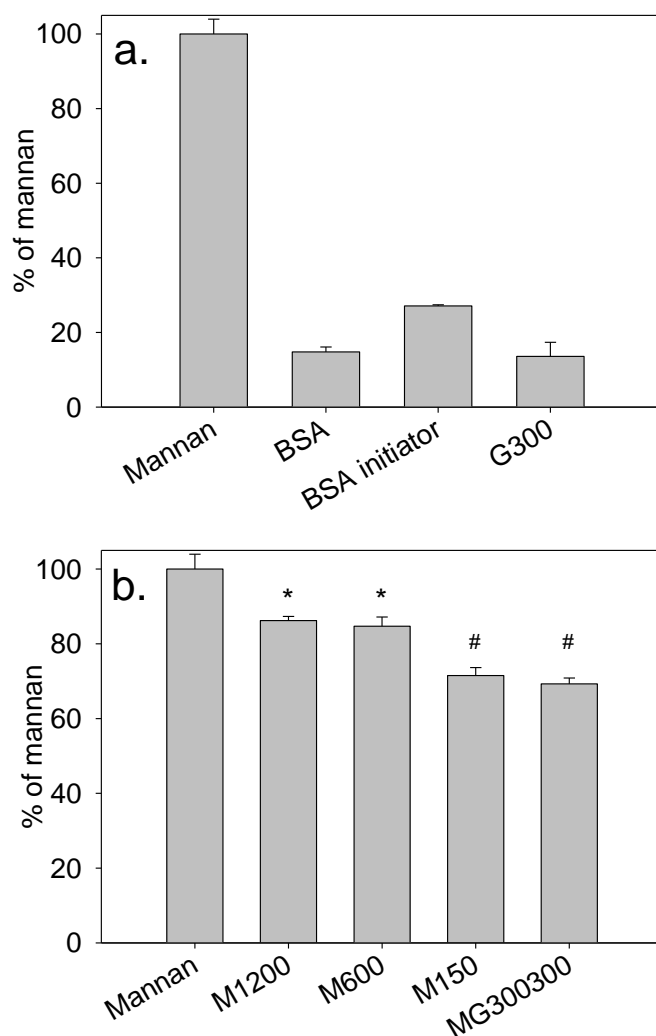 a.
% of mannan
100
80
60
40
20
0
Mannan
BSA
BSA initiator
G300
b.
% of mannan
100
80
60
40
20
0
*
*
#
#
Mannan
M1200
M600
M150
MG300300